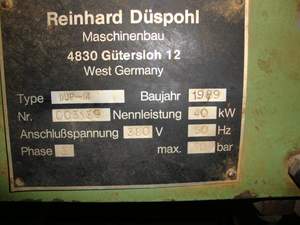 Reinhard Düspohl
Maschinenbau
4830 Gütersloh 12
West Germany
Type Baujahr 1989
Nr. Nennleistung 40 kW
Anschlußspannung 380 V 50 Hz
Phase max. bar